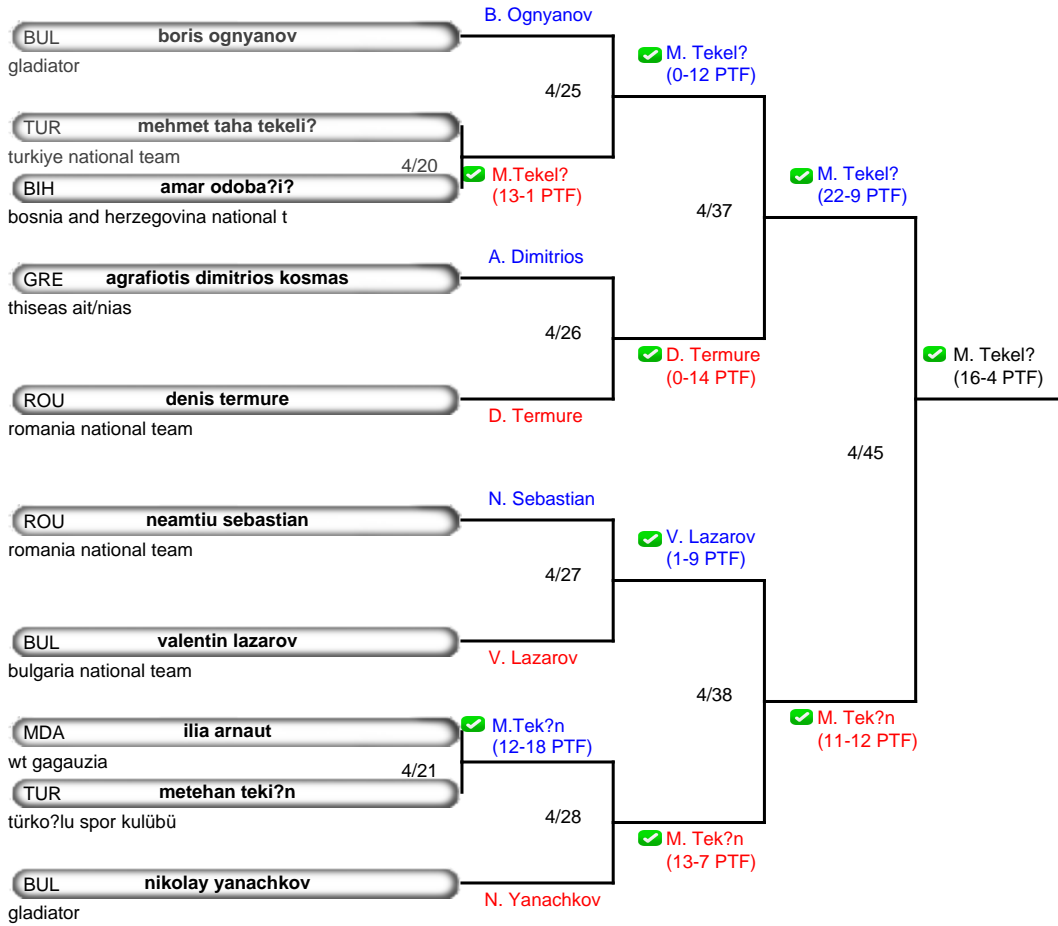 B. Ognyanov
BUL boris ognyanov
gladiator
M. Tekel?
(0-12 PTF)
4/25
TUR mehmet taha tekeli?
turkiye national team
4/20
M.Tekel?
(13-1 PTF)
BIH amar odoba?i?
bosnia and herzegovina national t
M. Tekel?
(22-9 PTF)
4/37
A. Dimitrios
GRE agrafiotis dimitrios kosmas
thiseas ait/nias
4/26
D. Termure
(0-14 PTF)
M. Tekel?
(16-4 PTF)
ROU denis termure
romania national team
D. Termure
4/45
N. Sebastian
ROU neamtiu sebastian
romania national team
V. Lazarov
(1-9 PTF)
4/27
BUL valentin lazarov
bulgaria national team
V. Lazarov
4/38
MDA ilia arnaut
wt gagauzia
M.Tek?n
(12-18 PTF)
M. Tek?n
(11-12 PTF)
4/21
TUR metehan teki?n
türko?lu spor kulübü
4/28
M. Tek?n
(13-7 PTF)
BUL nikolay yanachkov
gladiator
N. Yanachkov